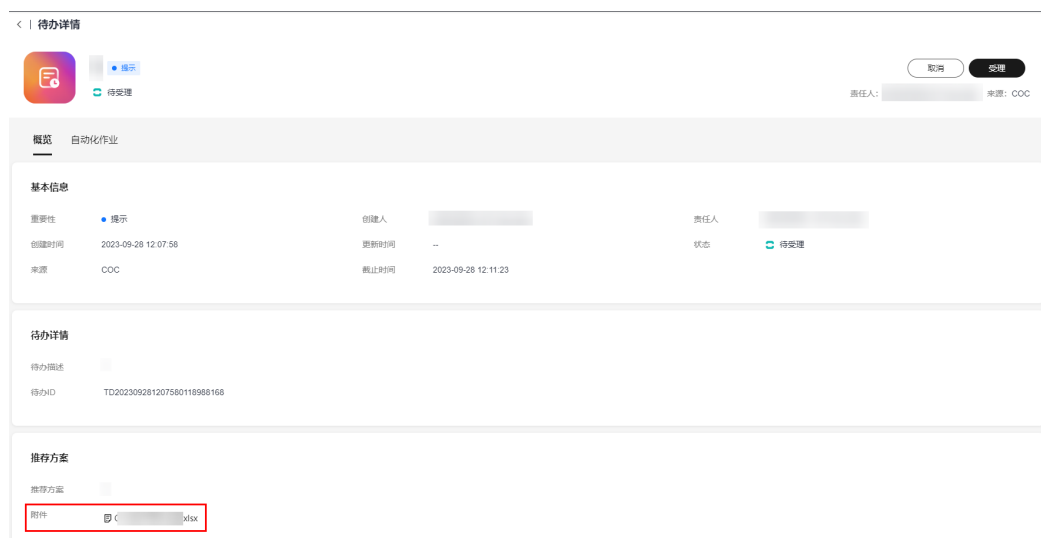 < | 待办详情
提示
待受理
取消 受理
责任人： 来源：COC
概览 自动化作业
基本信息
重要性 提示 创建人 责任人
创建时间 2023-09-28 12:07:58 更新时间 -- 状态 待受理
来源 COC 截止时间 2023-09-28 12:11:23
待办详情
待办描述
待办ID TD202309281207580118988168
推荐方案
推荐方案
附件 xlsx